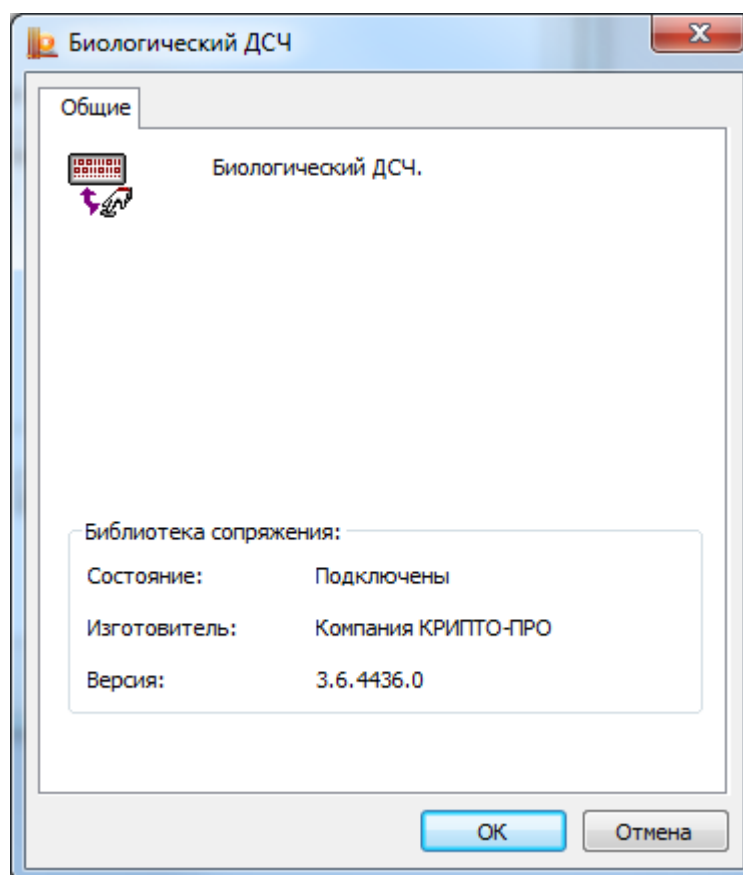 Биологический ДСЧ
Общие
Биологический ДСЧ.
Библиотека сопряжения:
Состояние: Подключены
Изготовитель: Компания КРИПТО-ПРО
Версия: 3.6.4436.0
ОК Отмена